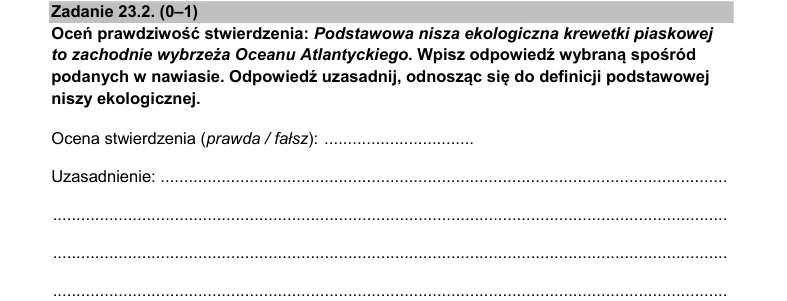 Zadanie 23.2. (0–1)
Oceń prawdziwość stwierdzenia: Podstawowa nisza ekologiczna krewetki piaskowej
to zachodnie wybrzeża Oceanu Atlantyckiego. Wpisz odpowiedź wybraną spośród
podanych w nawiasie. Odpowiedź uzasadnij, odnosząc się do definicji podstawowej
niszy ekologicznej.
Ocena stwierdzenia (prawda / fałsz): ................................
Uzasadnienie: ..........................................................................................................................
.................................................................................................................................................
.................................................................................................................................................
.................................................................................................................................................